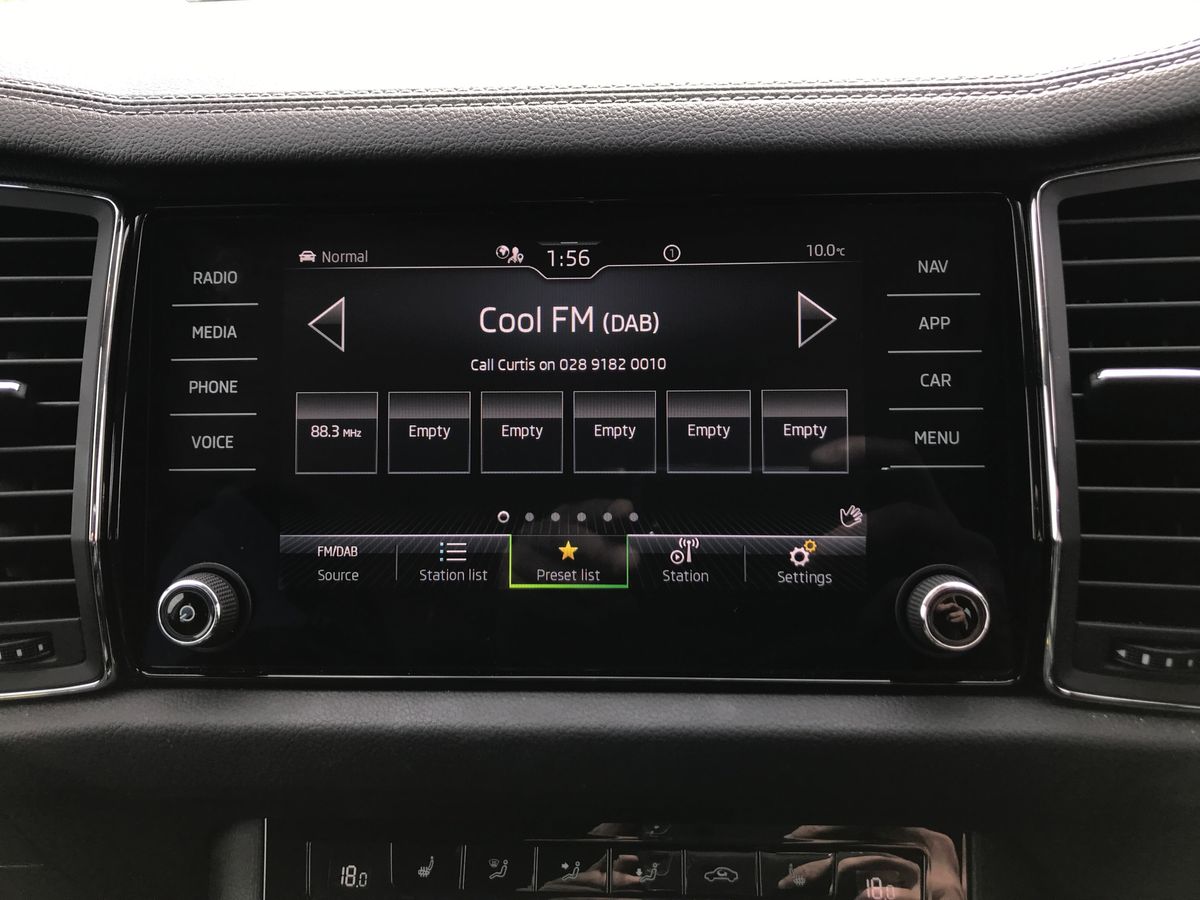 Normal
1:56
1
10.0°C
RADIO
MEDIA
PHONE
VOICE
Cool FM (DAB)
Call Curtis on 028 9182 0010
88.3 MHz Empty Empty Empty Empty Empty
NAV
APP
CAR
MENU
FM/DAB
Source Station list Preset list Station Settings
18.0 18.0